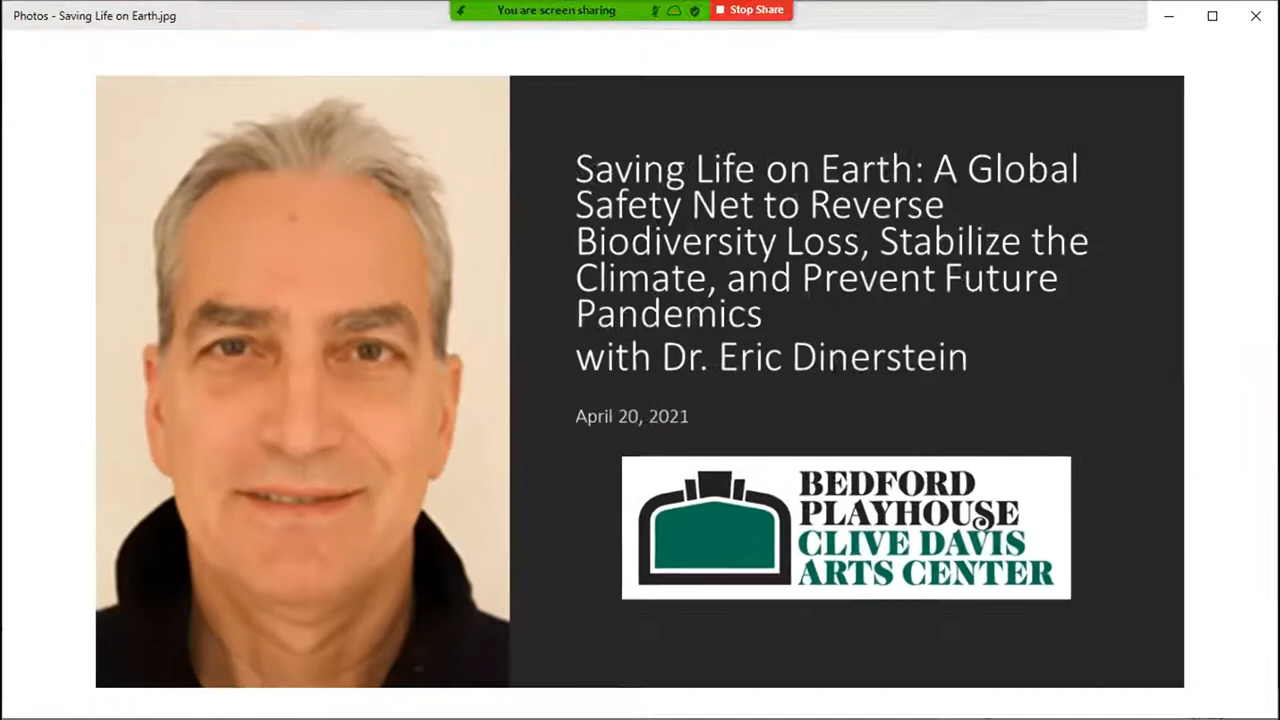 Photos - Saving Life on Earth.jpg
You are screen sharing
Stop Share
Saving Life on Earth: A Global
Safety Net to Reverse
Biodiversity Loss, Stabilize the
Climate, and Prevent Future
Pandemics
with Dr. Eric Dinerstein
April 20, 2021
BEDFORD
PLAYHOUSE
CLIVE DAVIS
ARTS CENTER